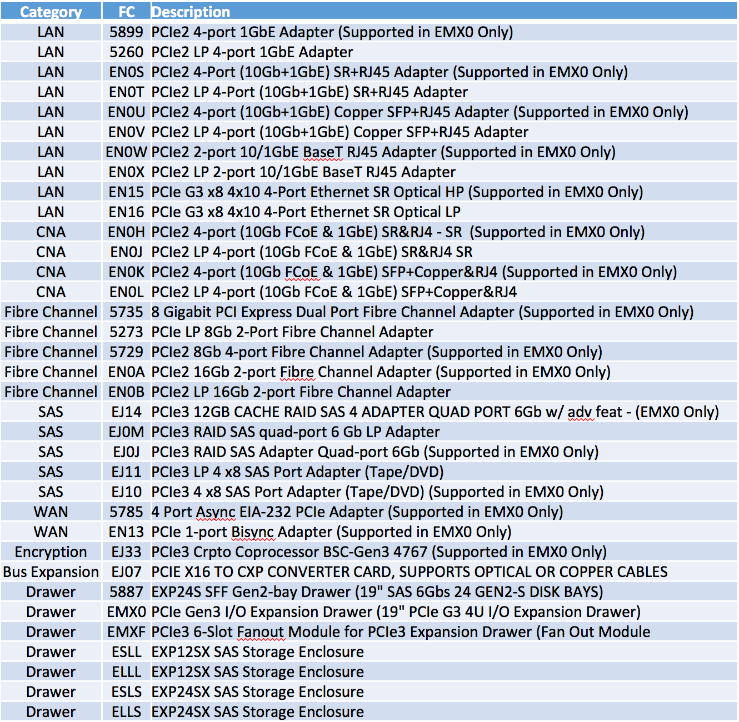 Category FC Description
LAN 5899 PCIe2 4-port 1GbE Adapter (Supported in EMX0 Only)
LAN 5260 PCIe2 LP 4-port 1GbE Adapter
LAN EN0S PCIe2 4-Port (10Gb+1GbE) SR+RJ45 Adapter (Supported in EMX0 Only)
LAN EN0T PCIe2 LP 4-Port (10Gb+1GbE) SR+RJ45 Adapter
LAN EN0U PCIe2 4-port (10Gb+1GbE) Copper SFP+RJ45 Adapter (Supported in EMX0 Only)
LAN EN0V PCIe2 LP 4-port (10Gb+1GbE) Copper SFP+RJ45 Adapter
LAN EN0W PCIe2 2-port 10/1GbE BaseT RJ45 Adapter (Supported in EMX0 Only)
LAN EN0X PCIe2 LP 2-port 10/1GbE BaseT RJ45 Adapter
LAN EN15 PCIe G3 x8 4x10 4-Port Ethernet SR Optical HP (Supported in EMX0 Only)
LAN EN16 PCIe G3 x8 4x10 4-Port Ethernet SR Optical LP
CNA EN0H PCIe2 4-port (10Gb FCoE & 1GbE) SR&RJ4 - SR (Supported in EMX0 Only)
CNA EN0J PCIe2 LP 4-port (10Gb FCoE & 1GbE) SR&RJ4 SR
CNA EN0K PCIe2 4-port (10Gb FCoE & 1GbE) SFP+Copper&RJ4 (Supported in EMX0 Only)
CNA EN0L PCIe2 LP 4-port (10Gb FCoE & 1GbE) SFP+Copper&RJ4
Fibre Channel 5735 8 Gigabit PCI Express Dual Port Fibre Channel Adapter (Supported in EMX0 Only)
Fibre Channel 5273 PCIe LP 8Gb 2-Port Fibre Channel Adapter
Fibre Channel 5729 PCIe2 8Gb 4-port Fibre Channel Adapter (Supported in EMX0 Only)
Fibre Channel EN0A PCIe2 16Gb 2-port Fibre Channel Adapter (Supported in EMX0 Only)
Fibre Channel EN0B PCIe2 LP 16Gb 2-port Fibre Channel Adapter
SAS EJ14 PCIe3 12GB CACHE RAID SAS 4 ADAPTER QUAD PORT 6Gb w/ adv feat - (EMX0 Only)
SAS EJ0M PCIe3 RAID SAS quad-port 6 Gb LP Adapter
SAS EJ0J PCIe3 RAID SAS Adapter Quad-port 6Gb (Supported in EMX0 Only)
SAS EJ11 PCIe3 LP 4 x8 SAS Port Adapter (Tape/DVD)
SAS EJ10 PCIe3 4 x8 SAS Port Adapter (Tape/DVD) (Supported in EMX0 Only)
WAN 5785 4 Port Async EIA-232 PCIe Adapter (Supported in EMX0 Only)
WAN EN13 PCIe 1-port Bisync Adapter (Supported in EMX0 Only)
Encryption EJ33 PCIe3 Crpto Coprocessor BSC-Gen3 4767 (Supported in EMX0 Only)
Bus Expansion EJ07 PCIE X16 TO CXP CONVERTER CARD, SUPPORTS OPTICAL OR COPPER CABLES
Drawer 5887 EXP24S SFF Gen2-bay Drawer (19" SAS 6Gbs 24 GEN2-S DISK BAYS)
Drawer EMX0 PCIe Gen3 I/O Expansion Drawer (19" PCIe G3 4U I/O Expansion Drawer)
Drawer EMXF PCIe3 6-Slot Fanout Module for PCIe3 Expansion Drawer (Fan Out Module
Drawer ESLL EXP12SX SAS Storage Enclosure
Drawer ELLL EXP12SX SAS Storage Enclosure
Drawer ESLS EXP24SX SAS Storage Enclosure
Drawer ELLS EXP24SX SAS Storage Enclosure